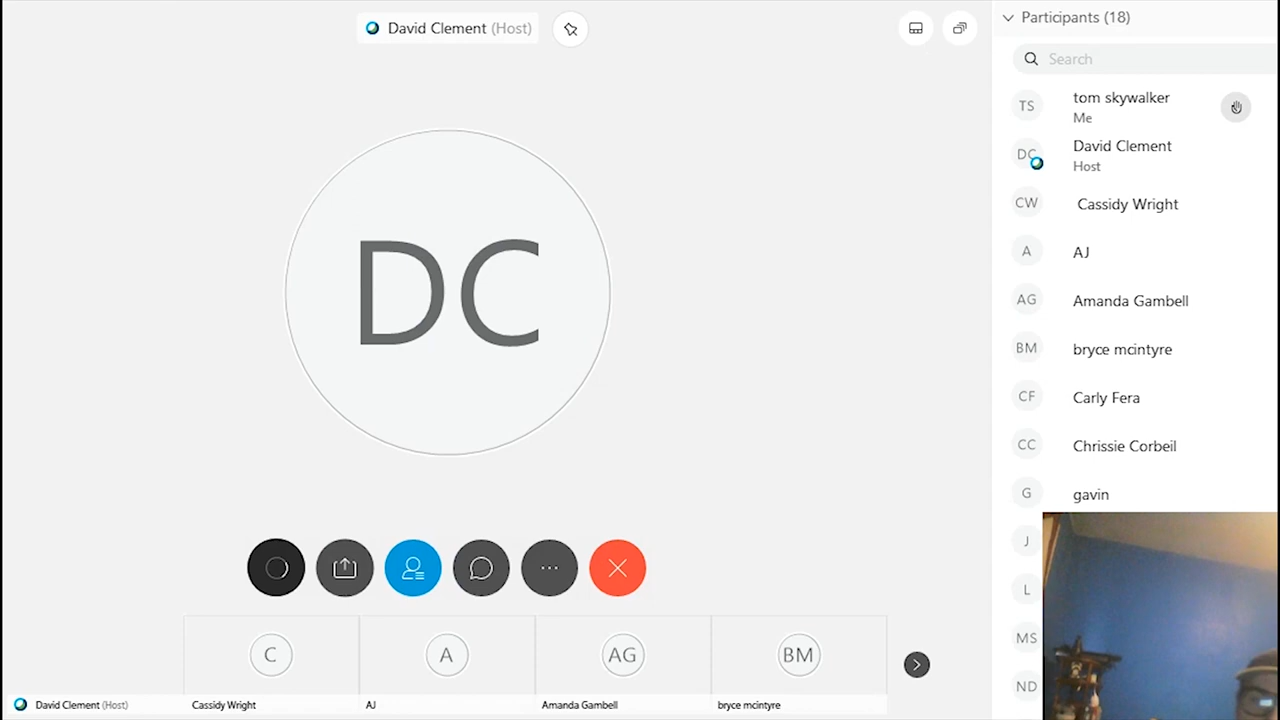 David Clement (Host)
Participants (18)
Search
TS
tom skywalker
Me
DC
David Clement
Host
CW
Cassidy Wright
A
AJ
AG
Amanda Gambell
BM
bryce mcintyre
CF
Carly Fera
CC
Chrissie Corbeil
G
gavin
J
L
MS
ND
DC
C
A
AG
BM
David Clement (Host)
Cassidy Wright
AJ
Amanda Gambell
bryce mcintyre